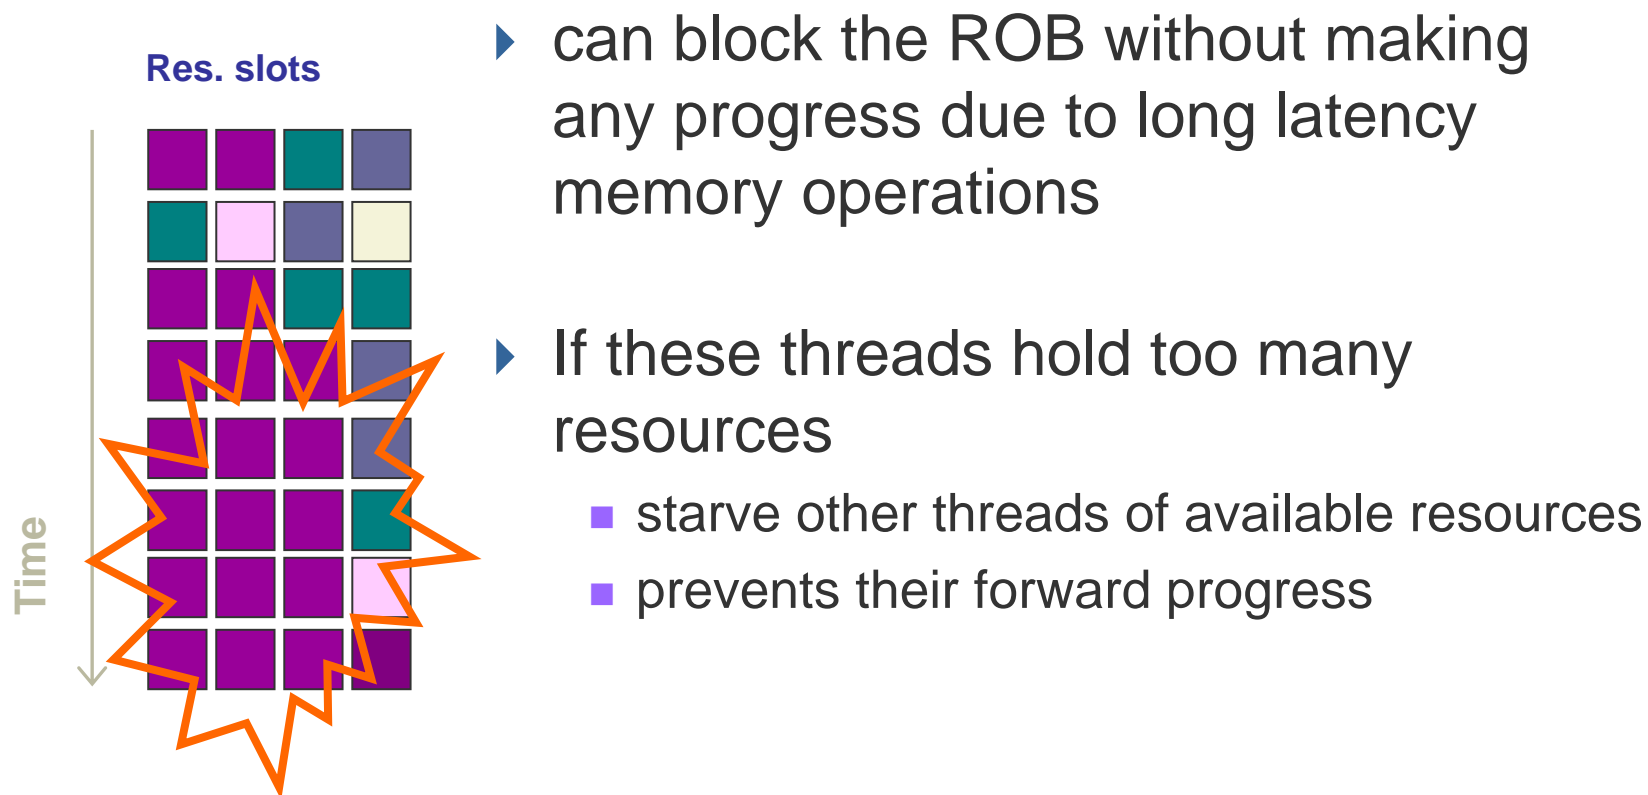 Res. slots
Time
can block the ROB without making
any progress due to long latency
memory operations
If these threads hold too many
resources
starve other threads of available resources
prevents their forward progress